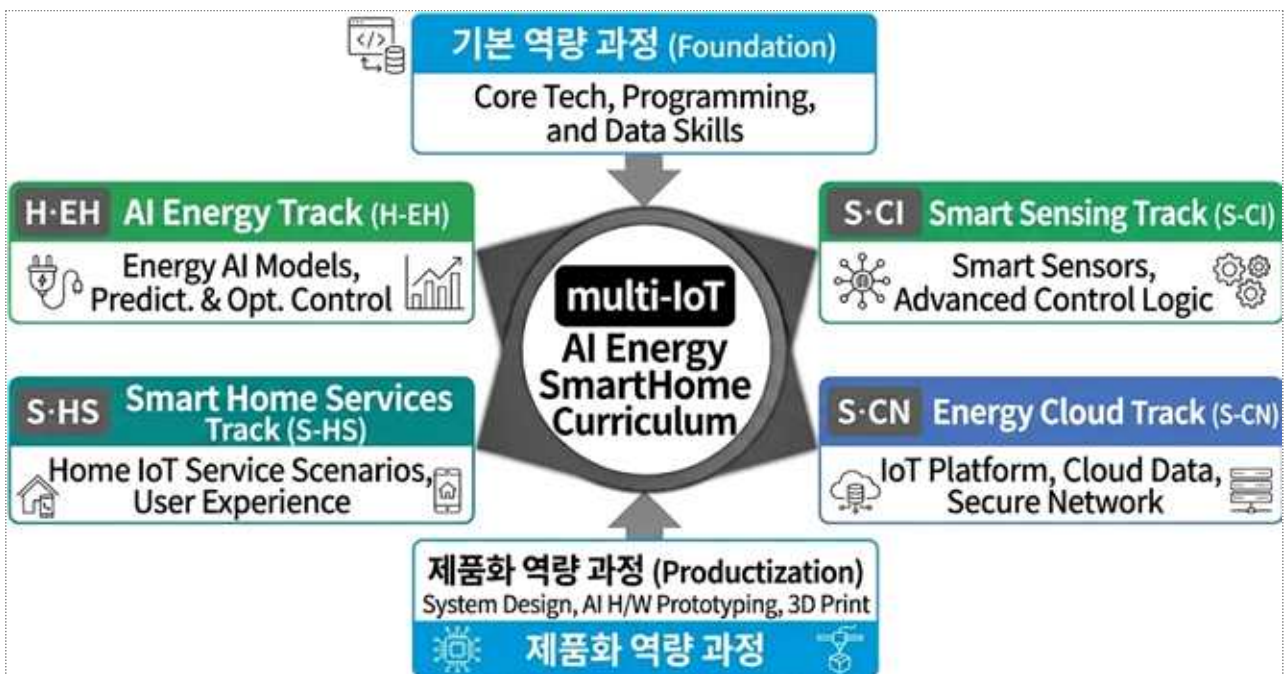 </>
기본 역량 과정 (Foundation)
Core Tech, Programming,
and Data Skills
H·EH AI Energy Track (H-EH)
Energy AI Models,
Predict. & Opt. Control
S·CI Smart Sensing Track (S-CI)
Smart Sensors,
Advanced Control Logic
multi-IoT
AI Energy
SmartHome
Curriculum
S·HS Smart Home Services
Track (S-HS)
Home IoT Service Scenarios,
User Experience
S·CN Energy Cloud Track (S-CN)
IoT Platform, Cloud Data,
Secure Network
제품화 역량 과정 (Productization)
System Design, AI H/W Prototyping, 3D Print
제품화 역량 과정